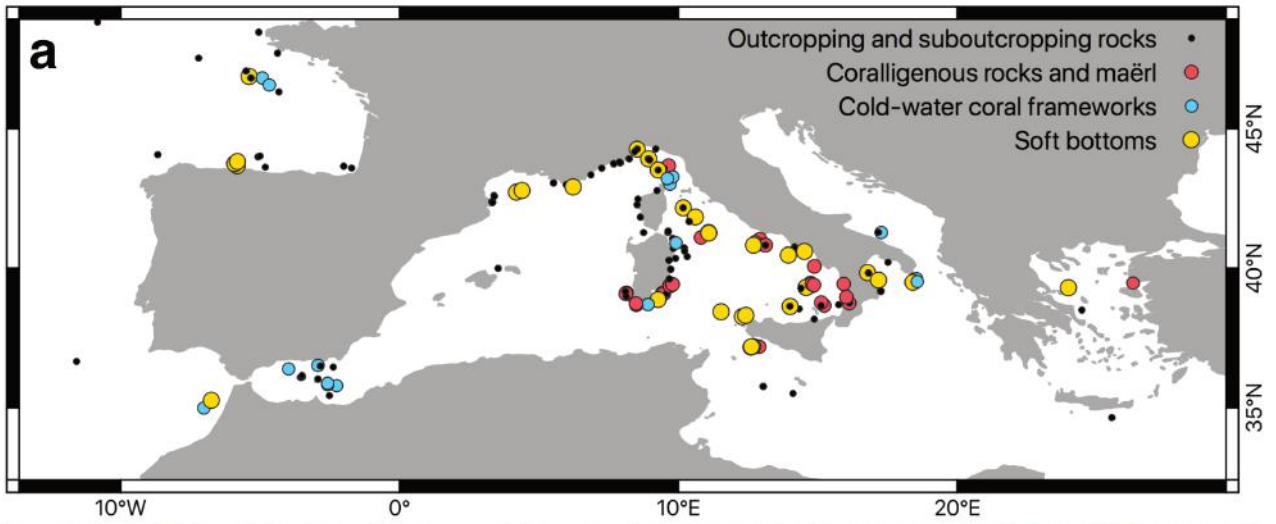 a
Outcropping and suboutcropping rocks
Coralligenous rocks and maërl
Cold-water coral frameworks
Soft bottoms
45°N
40°N
35°N
10°W
0°
10°E
20°E